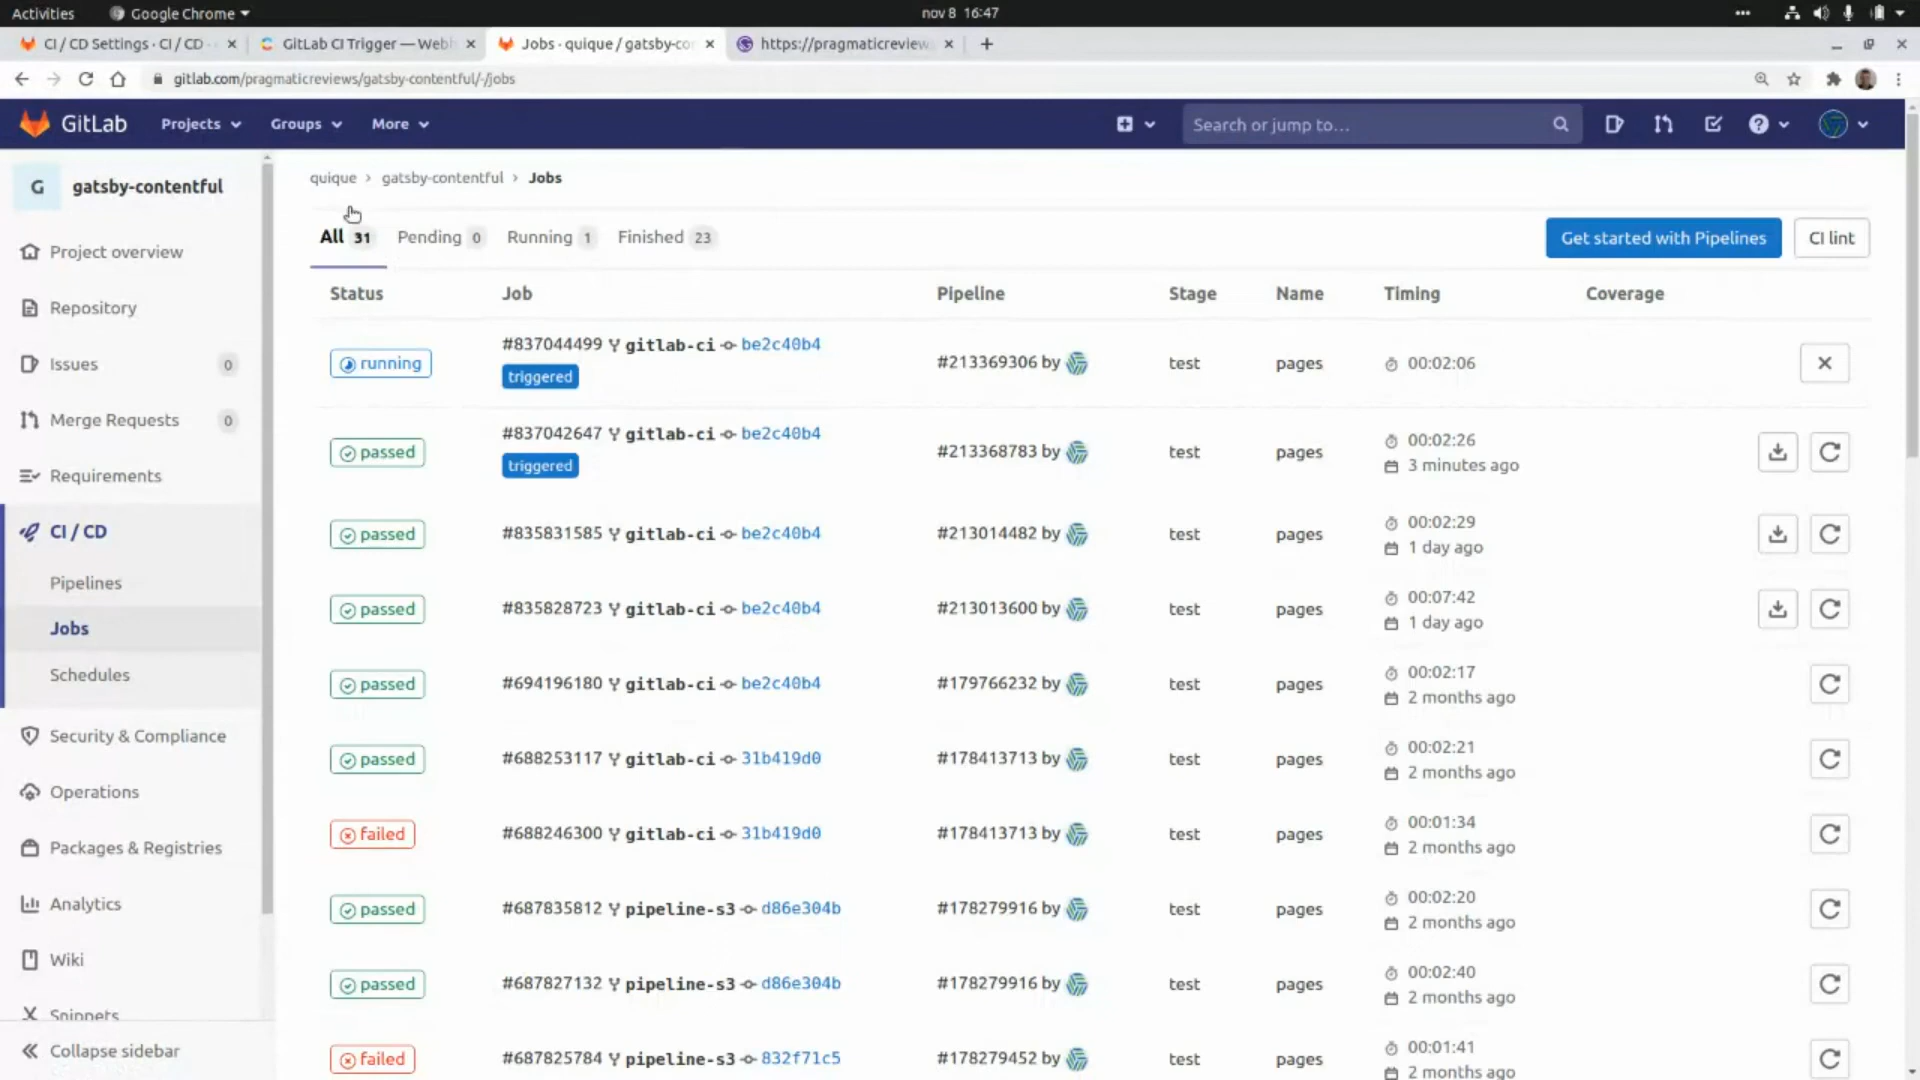 Activities Google Chrome nov 8 16:47
CI / CD Settings · CI / CD GitLab CI Trigger — Webh Jobs · quique / gatsby-con https://pragmaticreview
gitlab.com/pragmaticreviews/gatsby-contentful/-/jobs
GitLab Projects Groups More Search or jump to…
G gatsby-contentful
Project overview
Repository
Issues 0
Merge Requests 0
Requirements
CI / CD
Pipelines
Jobs
Schedules
Security & Compliance
Operations
Packages & Registries
Analytics
Wiki
Snippets
Collapse sidebar
quique > gatsby-contentful > Jobs
All 31 Pending 0 Running 1 Finished 23 Get started with Pipelines CI lint
Status Job Pipeline Stage Name Timing Coverage
running #837044499 gitlab-ci be2c40b4 #213369306 by test pages 00:02:06
triggered
passed #837042647 gitlab-ci be2c40b4 #213368783 by test pages 00:02:26
triggered 3 minutes ago
passed #835831585 gitlab-ci be2c40b4 #213014482 by test pages 00:02:29
1 day ago
passed #835828723 gitlab-ci be2c40b4 #213013600 by test pages 00:07:42
1 day ago
passed #694196180 gitlab-ci be2c40b4 #179766232 by test pages 00:02:17
2 months ago
passed #688253117 gitlab-ci 31b419d0 #178413713 by test pages 00:02:21
2 months ago
failed #688246300 gitlab-ci 31b419d0 #178413713 by test pages 00:01:34
2 months ago
passed #687835812 pipeline-s3 d86e304b #178279916 by test pages 00:02:20
2 months ago
passed #687827132 pipeline-s3 d86e304b #178279916 by test pages 00:02:40
2 months ago
failed #687825784 pipeline-s3 832f71c5 #178279452 by test pages 00:01:41
2 months ago